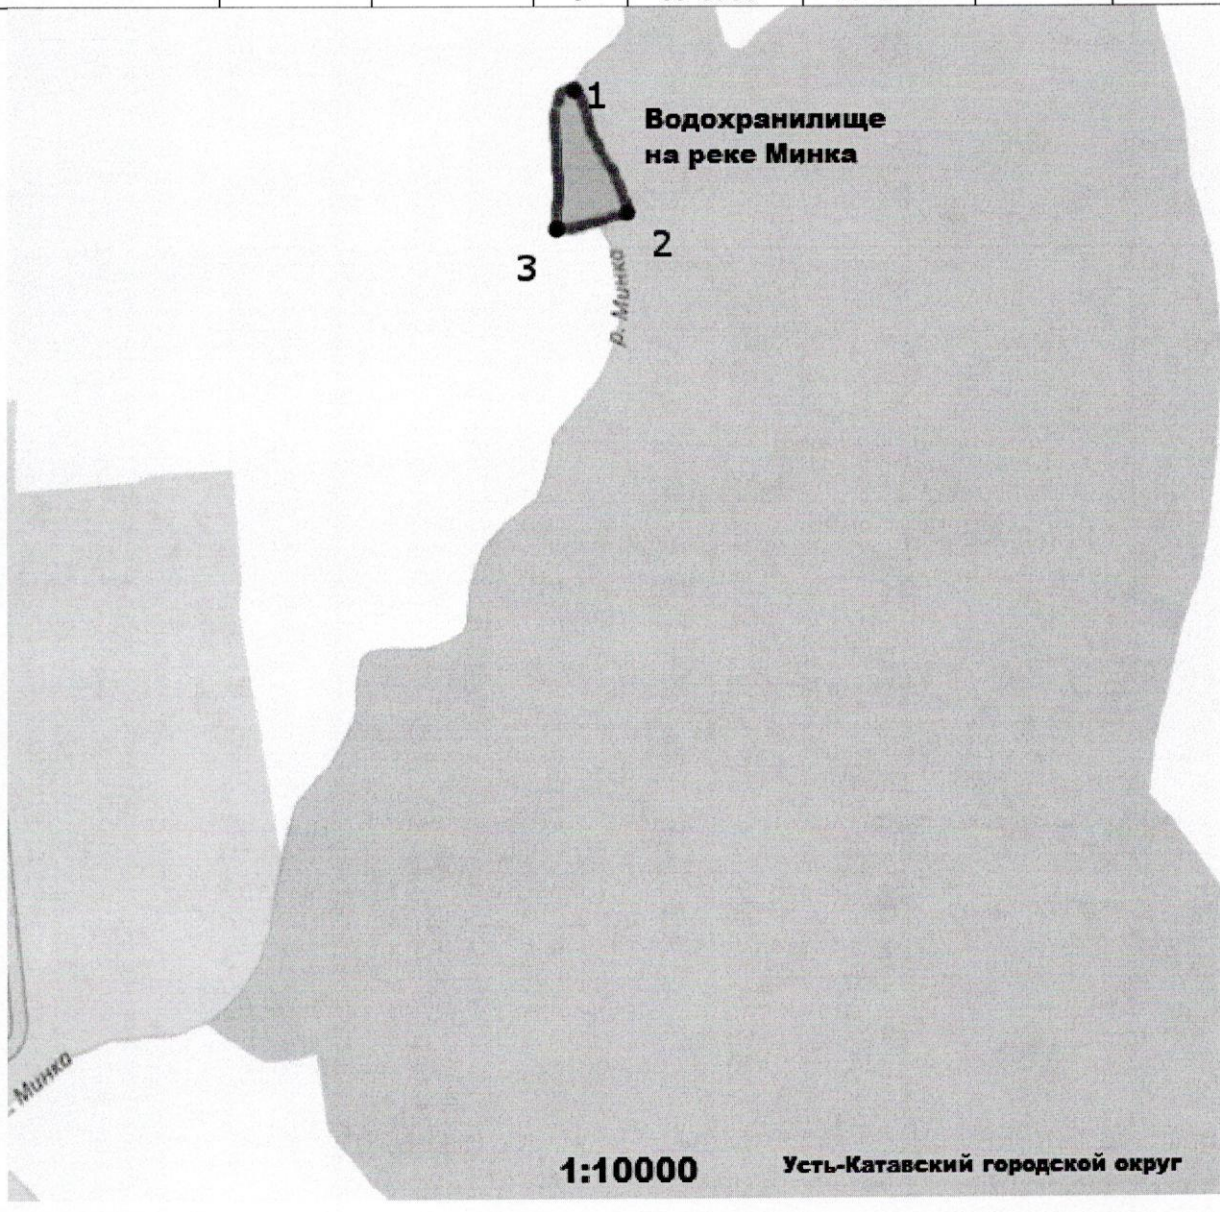 1
Водохранилище
на реке Минка
2
3
р. Минка
. Минка
1:10000
Усть-Катавский городской округ